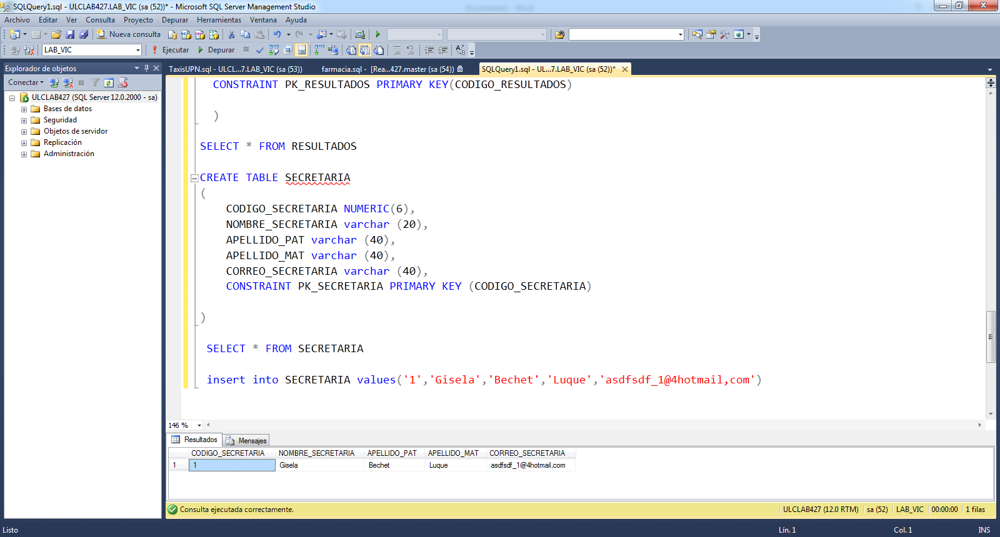 SQLQuery1.sql - ULCLAB427.LAB_VIC (sa (52))* - Microsoft SQL Server Management Studio
Archivo Editar Ver Consulta Proyecto Depurar Herramientas Ventana Ayuda
Nueva consulta
LAB_VIC Ejecutar Depurar
Explorador de objetos
TaxisUPN.sql - ULCL...7.LAB_VIC (sa (53)) farmacia.sql - [Rea...427.master (sa (54)) SQLQuery1.sql - UL...7.LAB_VIC (sa (52))*
Conectar
ULCLAB427 (SQL Server 12.0.2000 - sa)
Bases de datos
Seguridad
Objetos de servidor
Replicación
Administración
CONSTRAINT PK_RESULTADOS PRIMARY KEY(CODIGO_RESULTADOS)
)
SELECT * FROM RESULTADOS
CREATE TABLE SECRETARIA
(
CODIGO_SECRETARIA NUMERIC(6),
NOMBRE_SECRETARIA varchar (20),
APELLIDO_PAT varchar (40),
APELLIDO_MAT varchar (40),
CORREO_SECRETARIA varchar (40),
CONSTRAINT PK_SECRETARIA PRIMARY KEY (CODIGO_SECRETARIA)
)
SELECT * FROM SECRETARIA
insert into SECRETARIA values('1','Gisela','Bechet','Luque','asdfsdf_1@4hotmail,com')
146 %
Resultados Mensajes
CODIGO_SECRETARIA NOMBRE_SECRETARIA APELLIDO_PAT APELLIDO_MAT CORREO_SECRETARIA
1 1 Gisela Bechet Luque asdfsdf_1@4hotmail,com
Consulta ejecutada correctamente. ULCLAB427 (12.0 RTM) sa (52) LAB_VIC 00:00:00 1 filas
Listo Lín. 1 Col. 1 INS